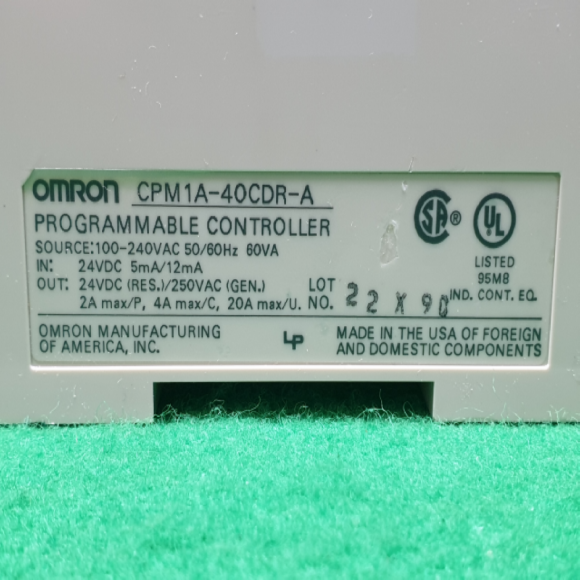 OMRON CPM1A-40CDR-A
PROGRAMMABLE CONTROLLER
SOURCE:100-240VAC 50/60Hz 60VA
IN: 24VDC 5mA/12mA
OUT: 24VDC (RES.)/250VAC (GEN.)
2A max/P, 4A max/C, 20A max/U.
LOT
NO. 22X90
SA®
UL
LISTED
95M8
IND. CONT. EQ.
OMRON MANUFACTURING
OF AMERICA, INC.
LP
MADE IN THE USA OF FOREIGN
AND DOMESTIC COMPONENTS